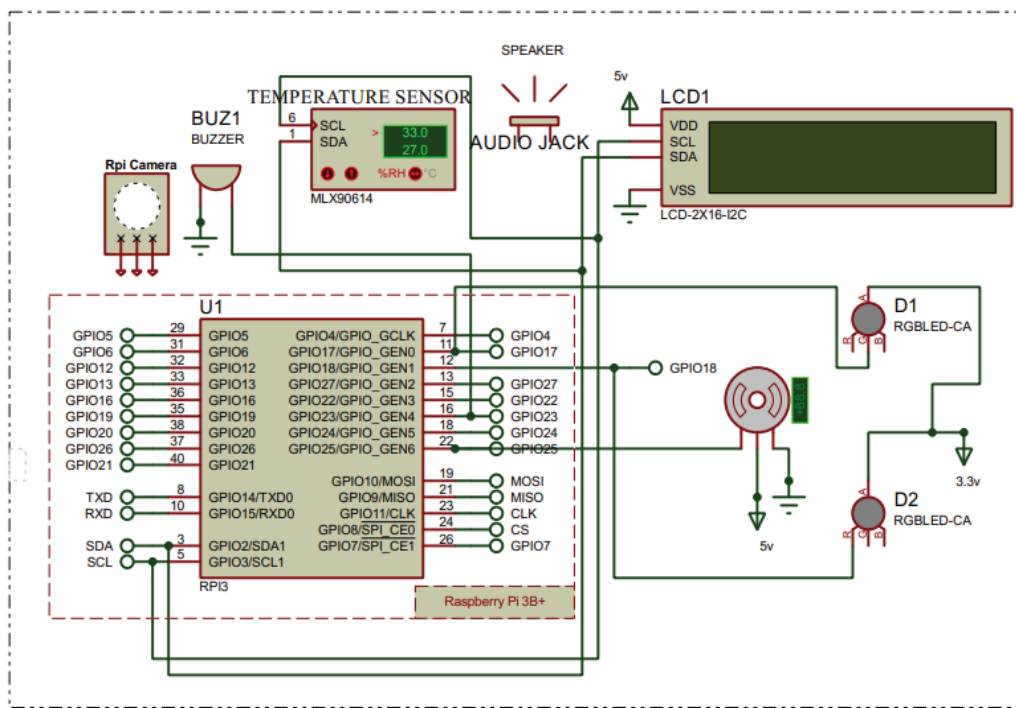 SPEAKER
5v
TEMPERATURE SENSOR
LCD1
BUZ1
BUZZER
6
SCL
1
SDA
>
33.0
27.0
%RH
°C
MLX90614
AUDIO JACK
VDD
SCL
SDA
VSS
LCD-2X16-I2C
Rpi Camera
U1
GPIO5 29 GPIO5 GPIO4/GPIO_GCLK 7 GPIO4
GPIO6 31 GPIO6 GPIO17/GPIO_GEN0 11 GPIO17
GPIO12 32 GPIO12 GPIO18/GPIO_GEN1 12 GPIO18
GPIO13 33 GPIO13 GPIO27/GPIO_GEN2 13 GPIO27
GPIO16 36 GPIO16 GPIO22/GPIO_GEN3 15 GPIO22
GPIO19 35 GPIO19 GPIO23/GPIO_GEN4 16 GPIO23
GPIO20 38 GPIO20 GPIO24/GPIO_GEN5 18 GPIO24
GPIO26 37 GPIO26 GPIO25/GPIO_GEN6 22 GPIO25
GPIO21 40 GPIO21
GPIO10/MOSI 19 MOSI
TXD 8 GPIO14/TXD0 GPIO9/MISO 21 MISO
RXD 10 GPIO15/RXD0 GPIO11/CLK 23 CLK
GPIO8/SPI_CE0 24 CS
SDA 3 GPIO2/SDA1 GPIO7/SPI_CE1 26 GPIO7
SCL 5 GPIO3/SCL1
RPI3
Raspberry Pi 3B+
D1
RGBLED-CA
A
R G B
+88.8
5v
3.3v
D2
RGBLED-CA
A
R G B